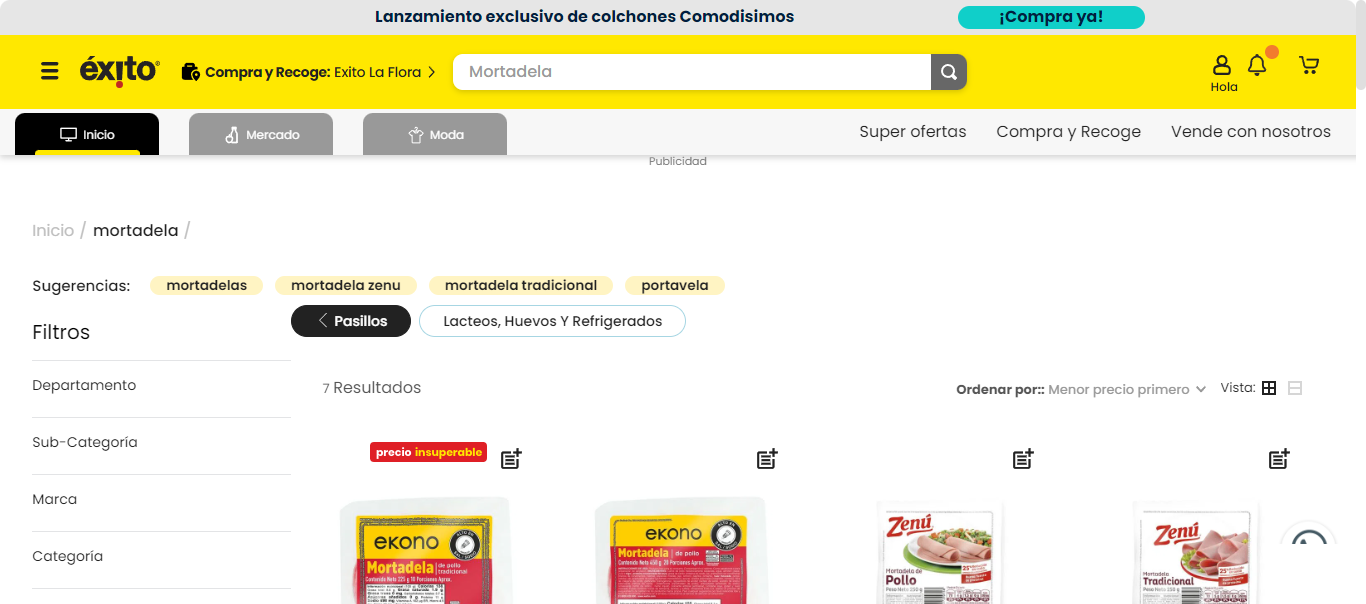 Lanzamiento exclusivo de colchones Comodisimos
¡Compra ya!
éxito
Compra y Recoge: Exito La Flora
Mortadela
Hola
Inicio
Mercado
Moda
Super ofertas
Compra y Recoge
Vende con nosotros
Publicidad
Inicio / mortadela /
Sugerencias:
mortadelas
mortadela zenu
mortadela tradicional
portavela
Filtros
Pasillos
Lacteos, Huevos Y Refrigerados
Departamento
7 Resultados
Ordenar por:: Menor precio primero
Vista:
Sub-Categoría
precio insuperable
Marca
Categoría
ekono
Mortadela de pollo tradicional
Contenido Neto 225 g 10 Porciones Aprox.
ekono
Mortadela de pollo
Contenido Neto 450 g 20 Porciones Aprox.
Zenú
Mortadela de
Pollo
Zenú
Mortadela
Tradicional